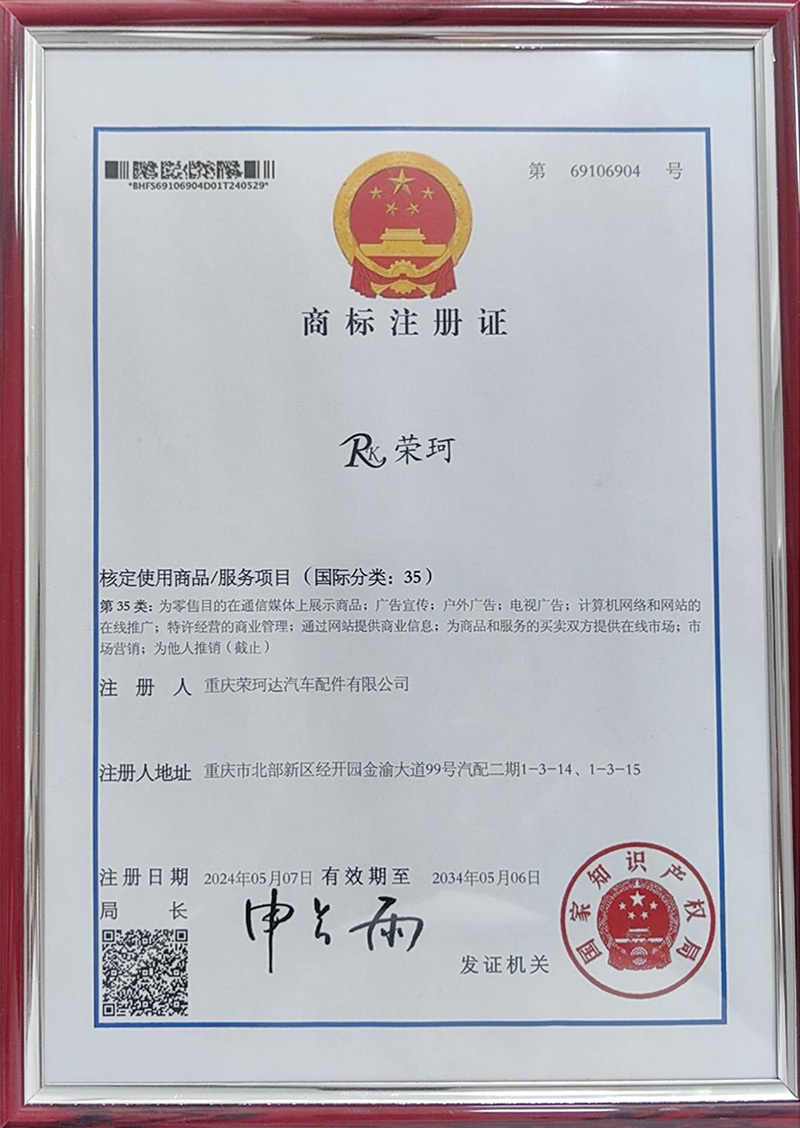 *BHFS69106904D01T240529*
第 69106904 号
商标注册证
RK 荣珂
核定使用商品/服务项目（国际分类：35）
第35类：为零售目的在通信媒体上展示商品；广告宣传；户外广告；电视广告；计算机网络和网站的
在线推广；特许经营的商业管理；通过网站提供商业信息；为商品和服务的买卖双方提供在线市场；市
场营销；为他人推销（截止）
注册人 重庆荣珂达汽车配件有限公司
注册人地址 重庆市北部新区经开园金渝大道99号汽配二期1-3-14、1-3-15
注册日期 2024年05月07日 有效期至 2034年05月06日
局长 申长雨
发证机关
国家知识产权局